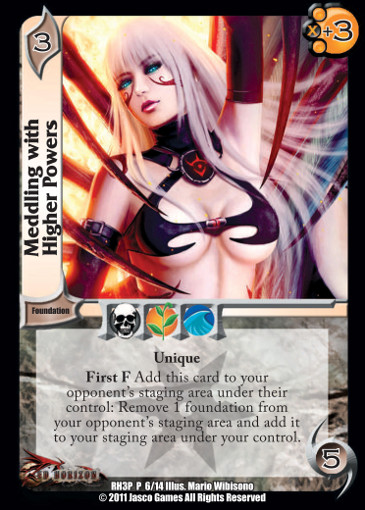 3
+3
Meddling with
Higher Powers
Foundation
Unique
First F Add this card to your
opponent's staging area under their
control: Remove 1 foundation from
your opponent's staging area and add it
to your staging area under your control.
5
RED HORIZON
RH3P P 6/14 Illus. Mario Wibisono
© 2011 Jasco Games All Rights Reserved